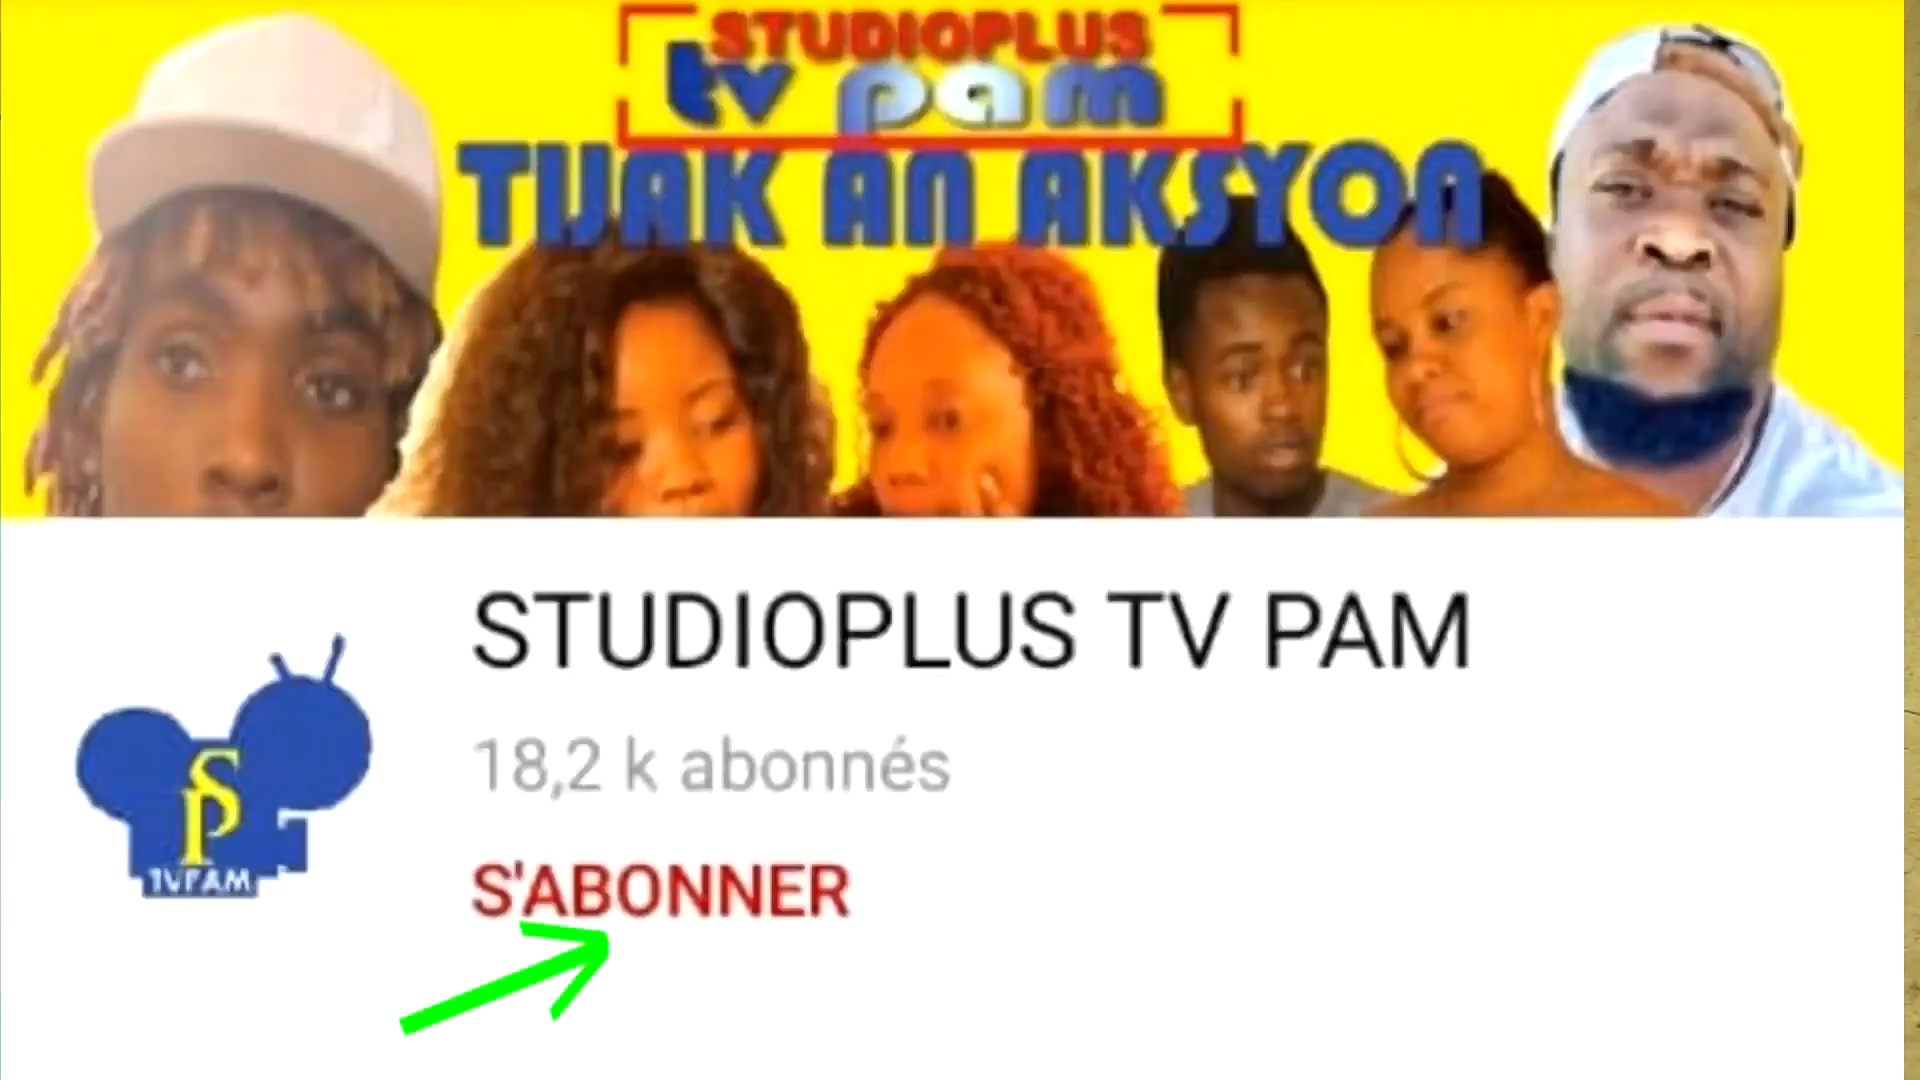 STUDIOPLUS
tv pam
TIJAK AN AKSYON
STUDIOPLUS TV PAM
18,2 k abonnés
SP
TVPAM
S'ABONNER